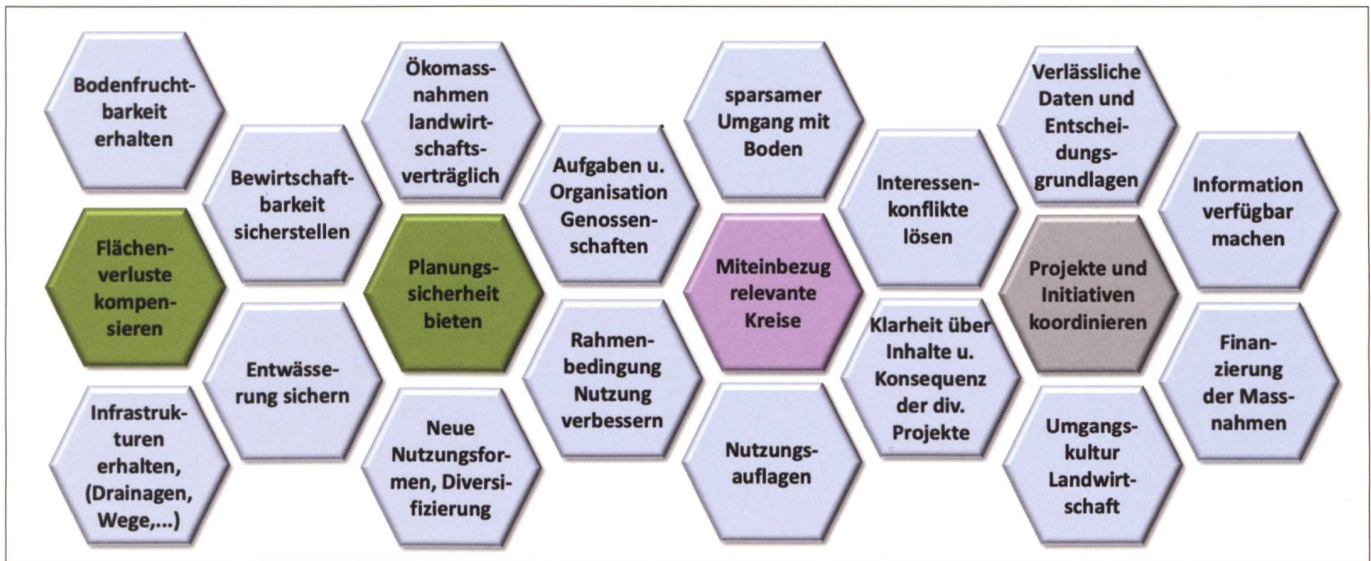 Bodenfrucht-
barkeit
erhalten
Flächen-
verluste
kompen-
sieren
Infrastruk-
turen
erhalten,
(Drainagen,
Wege,...)
Bewirtschaft-
barkeit
sicherstellen
Entwässe-
rung sichern
Ökomass-
nahmen
landwirt-
schafts-
verträglich
Planungs-
sicherheit
bieten
Neue
Nutzungsfor-
men, Diversi-
fizierung
Aufgaben u.
Organisation
Genossen-
schaften
Rahmen-
bedingung
Nutzung
verbessern
sparsamer
Umgang mit
Boden
Miteinbezug
relevante
Kreise
Nutzungs-
auflagen
Interessen-
konflikte
lösen
Klarheit über
Inhalte u.
Konsequenz
der div.
Projekte
Verlässliche
Daten und
Entschei-
dungs-
grundlagen
Projekte und
Initiativen
koordinieren
Umgangs-
kultur
Landwirt-
schaft
Information
verfügbar
machen
Finan-
zierung
der Mass-
nahmen